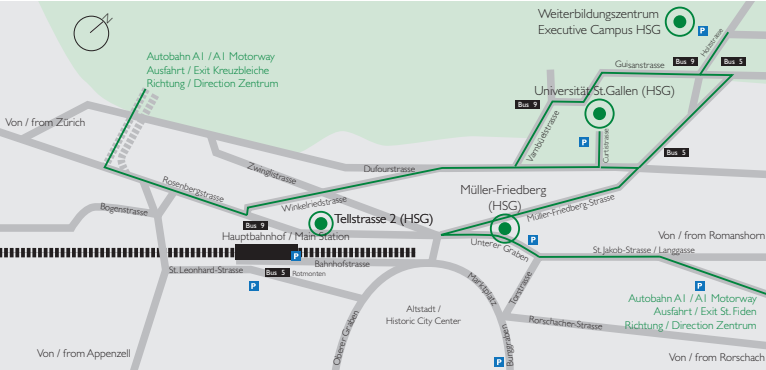 Weiterbildungszentrum
Executive Campus HSG
P
Holzstrasse
Autobahn A1 / A1 Motorway
Ausfahrt / Exit Kreuzbleiche
Richtung / Direction Zentrum
Guisanstrasse
Bus 9
Bus 5
Universität St.Gallen (HSG)
Bus 9
Von / from Zürich
Varnbüelstrasse
P
Curtistrasse
Bus 5
Zwinglistrasse
Dufourstrasse
Rosenbergstrasse
Müller-Friedberg
(HSG)
Winkelriedstrasse
Müller-Friedberg-Strasse
Bogenstrasse
Tellstrasse 2 (HSG)
Bus 9
Hauptbahnhof / Main Station
Unterer Graben
P
Von / from Romanshorn
St.Jakob-Strasse / Langgasse
P
Bahnhofstrasse
St.Leonhard-Strasse
Bus 5 Rotmonten
P
Marktplatz
Torstrasse
P
Autobahn A1 / A1 Motorway
Ausfahrt / Exit St.Fiden
Richtung / Direction Zentrum
Altstadt /
Historic City Center
Oberer Graben
Burggraben
Rorschacher-Strasse
Von / from Appenzell
P
Von / from Rorschach